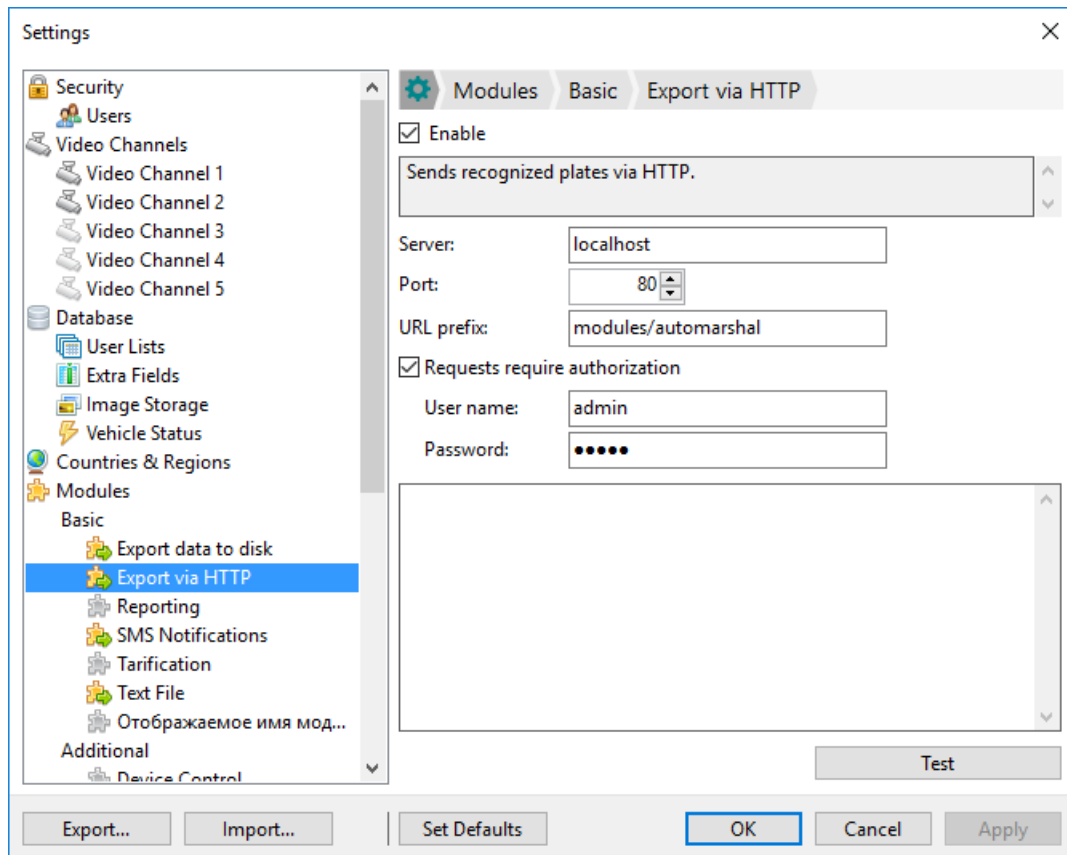 Settings
Security
Users
Video Channels
Video Channel 1
Video Channel 2
Video Channel 3
Video Channel 4
Video Channel 5
Database
User Lists
Extra Fields
Image Storage
Vehicle Status
Countries & Regions
Modules
Basic
Export data to disk
Export via HTTP
Reporting
SMS Notifications
Tarification
Text File
Отображаемое имя мод...
Additional
Device Control
Modules Basic Export via HTTP
Enable
Sends recognized plates via HTTP.
Server: localhost
Port: 80
URL prefix: modules/automarshal
Requests require authorization
User name: admin
Password: ●●●●●
Test
Export... Import... Set Defaults OK Cancel Apply